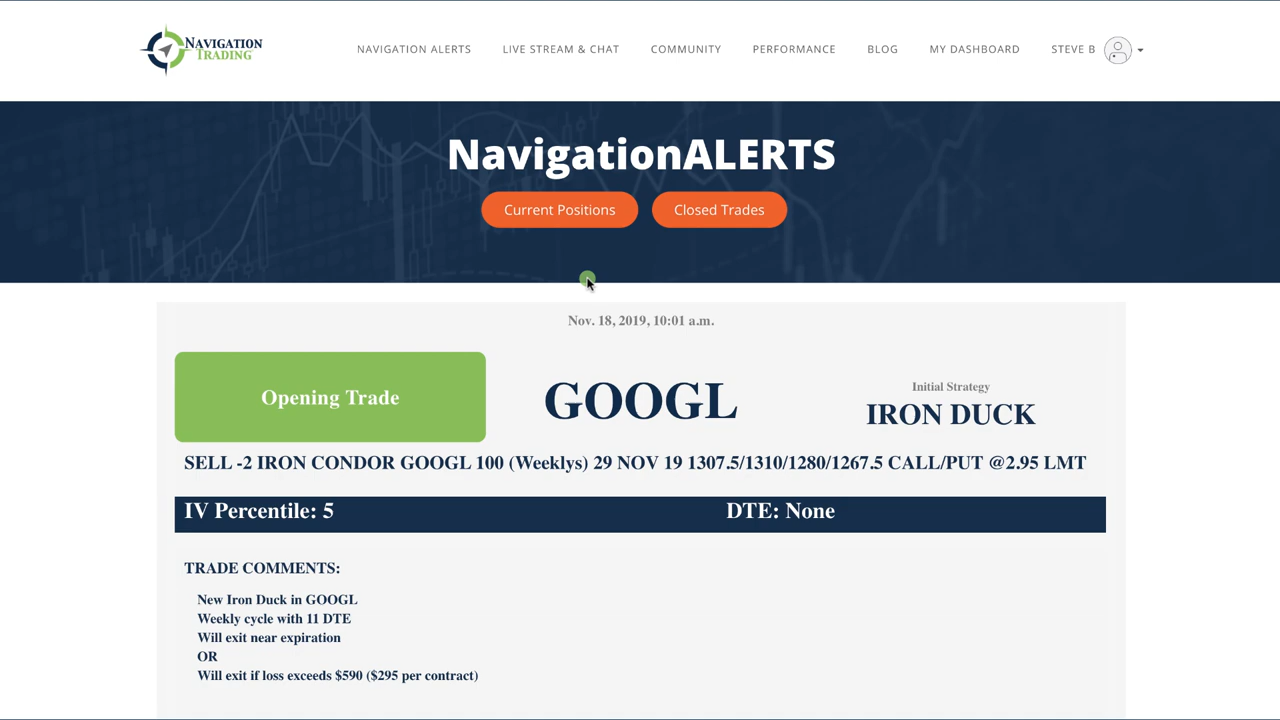 NAVIGATION
TRADING
NAVIGATION ALERTS
LIVE STREAM & CHAT
COMMUNITY
PERFORMANCE
BLOG
MY DASHBOARD
STEVE B
NavigationALERTS
Current Positions
Closed Trades
Nov. 18, 2019, 10:01 a.m.
Opening Trade
GOOGL
Initial Strategy
IRON DUCK
SELL -2 IRON CONDOR GOOGL 100 (Weeklys) 29 NOV 19 1307.5/1310/1280/1267.5 CALL/PUT @2.95 LMT
IV Percentile: 5
DTE: None
TRADE COMMENTS:
New Iron Duck in GOOGL
Weekly cycle with 11 DTE
Will exit near expiration
OR
Will exit if loss exceeds $590 ($295 per contract)